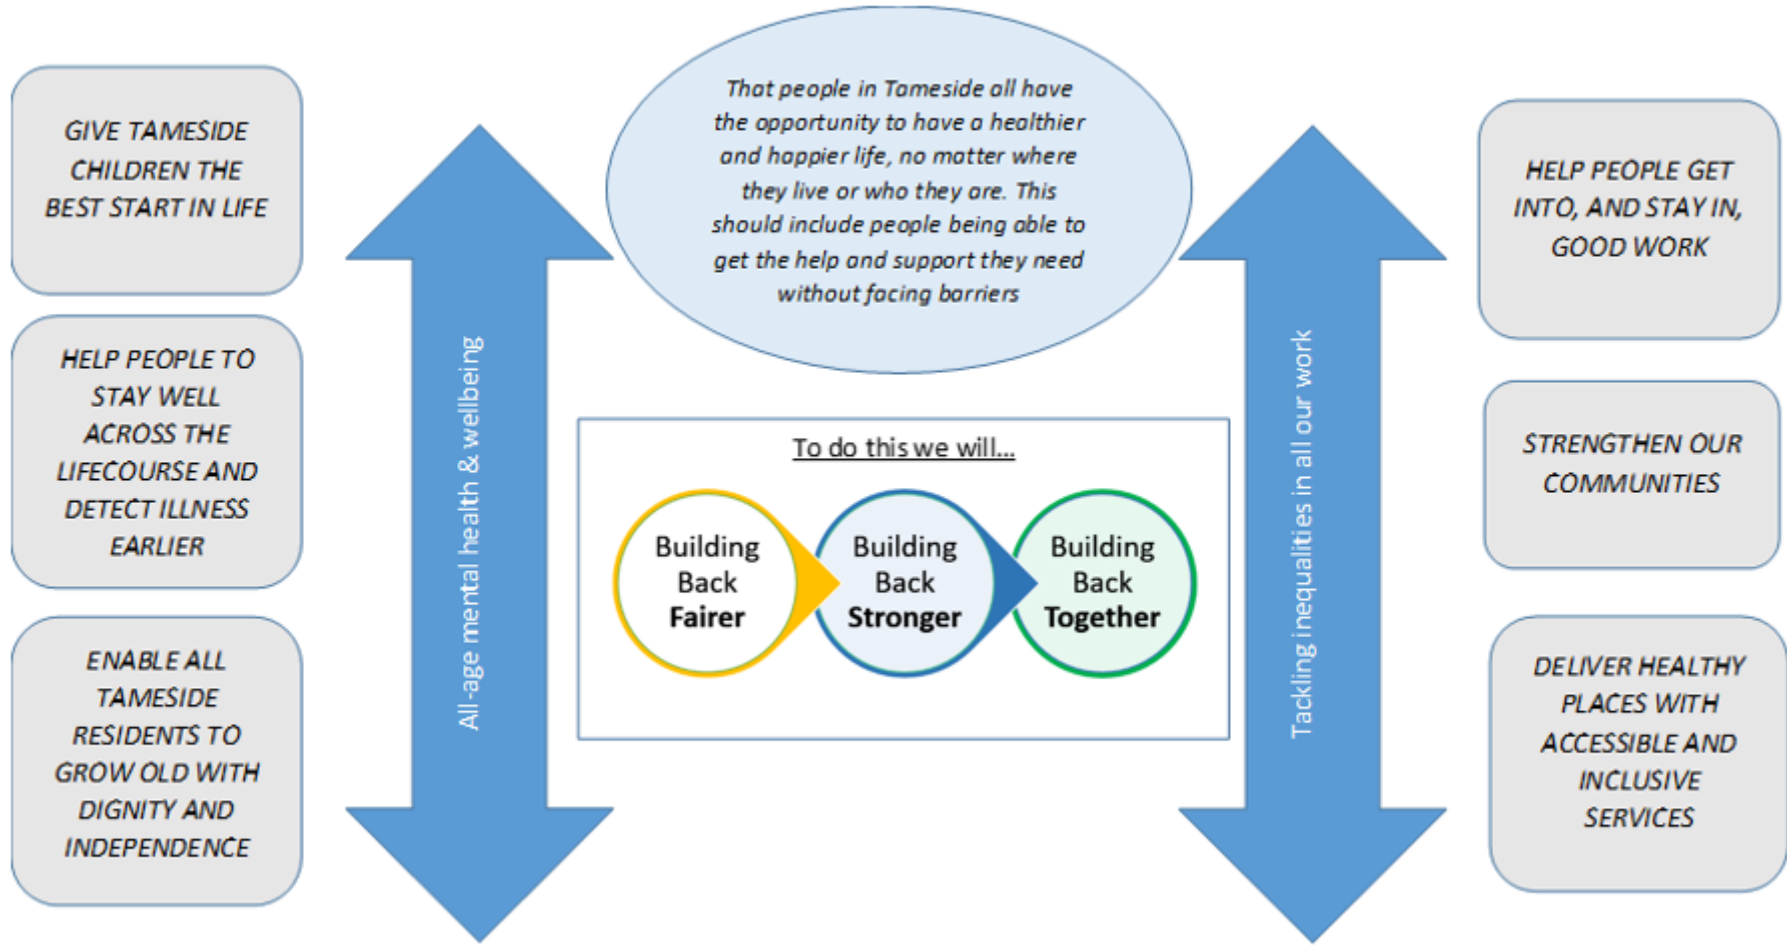 GIVE TAMESIDE
CHILDREN THE
BEST START IN LIFE
HELP PEOPLE TO
STAY WELL
ACROSS THE
LIFECOURSE AND
DETECT ILLNESS
EARLIER
ENABLE ALL
TAMESIDE
RESIDENTS TO
GROW OLD WITH
DIGNITY AND
INDEPENDENCE
All-age mental health & wellbeing
That people in Tameside all have
the opportunity to have a healthier
and happier life, no matter where
they live or who they are. This
should include people being able to
get the help and support they need
without facing barriers
To do this we will...
Building
Back
Fairer
Building
Back
Stronger
Building
Back
Together
Tackling inequalities in all our work
HELP PEOPLE GET
INTO, AND STAY IN,
GOOD WORK
STRENGTHEN OUR
COMMUNITIES
DELIVER HEALTHY
PLACES WITH
ACCESSIBLE AND
INCLUSIVE
SERVICES